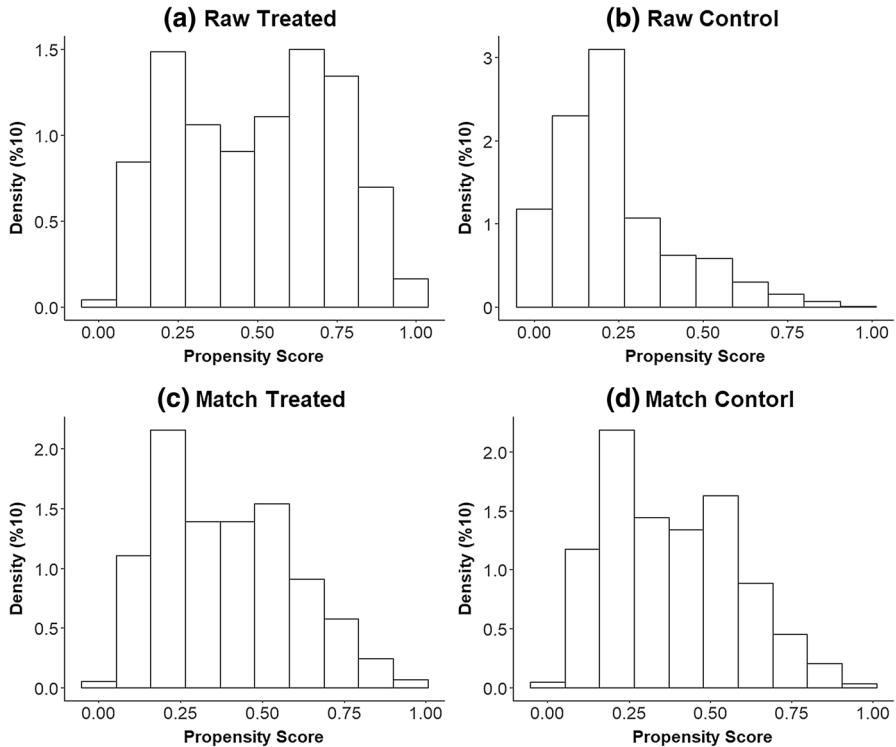 (a) Raw Treated
Density (%10)
1.5
1.0
0.5
0.0
0.00 0.25 0.50 0.75 1.00
Propensity Score
(b) Raw Control
Density (%10)
3
2
1
0
0.00 0.25 0.50 0.75 1.00
Propensity Score
(c) Match Treated
Density (%10)
2.0
1.5
1.0
0.5
0.0
0.00 0.25 0.50 0.75 1.00
Propensity Score
(d) Match Contorl
Density (%10)
2.0
1.5
1.0
0.5
0.0
0.00 0.25 0.50 0.75 1.00
Propensity Score